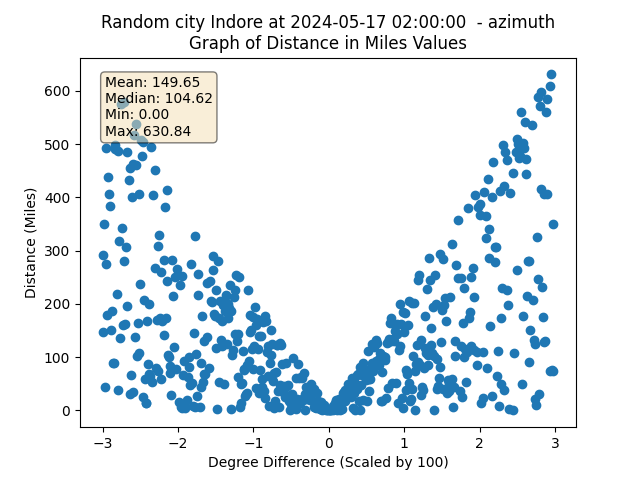 Random city Indore at 2024-05-17 02:00:00 - azimuth
Graph of Distance in Miles Values
Mean: 149.65
Median: 104.62
Min: 0.00
Max: 630.84
600
500
400
300
200
100
0
Distance (Miles)
−3
−2
−1
0
1
2
3
Degree Difference (Scaled by 100)